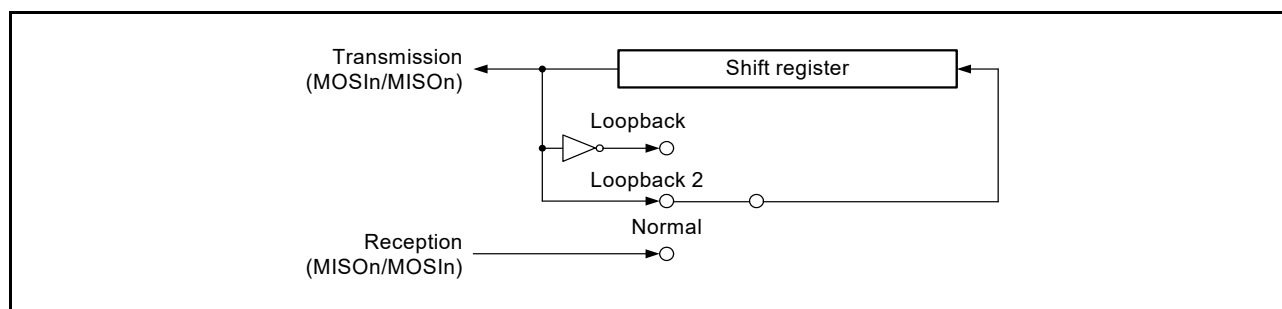 Transmission
(MOSIn/MISOn)
Shift register
Loopback
Loopback 2
Normal
Reception
(MISOn/MOSIn)